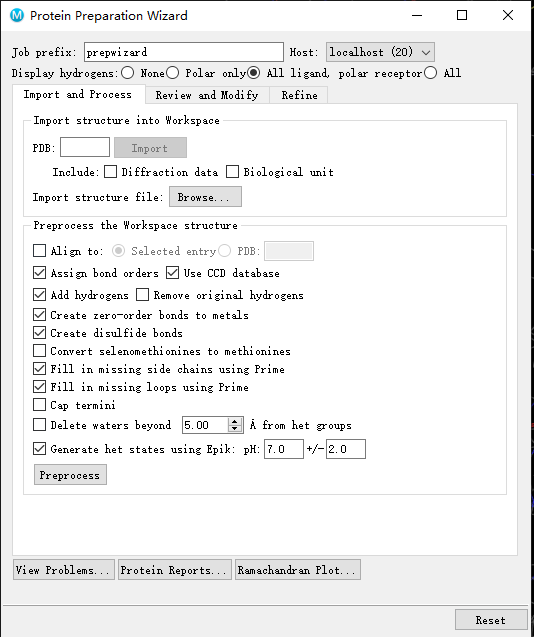 Protein Preparation Wizard
Job prefix: prepwizard Host: localhost (20)
Display hydrogens: None Polar only All ligand, polar receptor All
Import and Process Review and Modify Refine
Import structure into Workspace
PDB: Import
Include: Diffraction data Biological unit
Import structure file: Browse...
Preprocess the Workspace structure
Align to: Selected entry PDB:
Assign bond orders Use CCD database
Add hydrogens Remove original hydrogens
Create zero-order bonds to metals
Create disulfide bonds
Convert selenomethionines to methionines
Fill in missing side chains using Prime
Fill in missing loops using Prime
Cap termini
Delete waters beyond 5.00 Å from het groups
Generate het states using Epik: pH: 7.0 +/- 2.0
Preprocess
View Problems... Protein Reports... Ramachandran Plot...
Reset